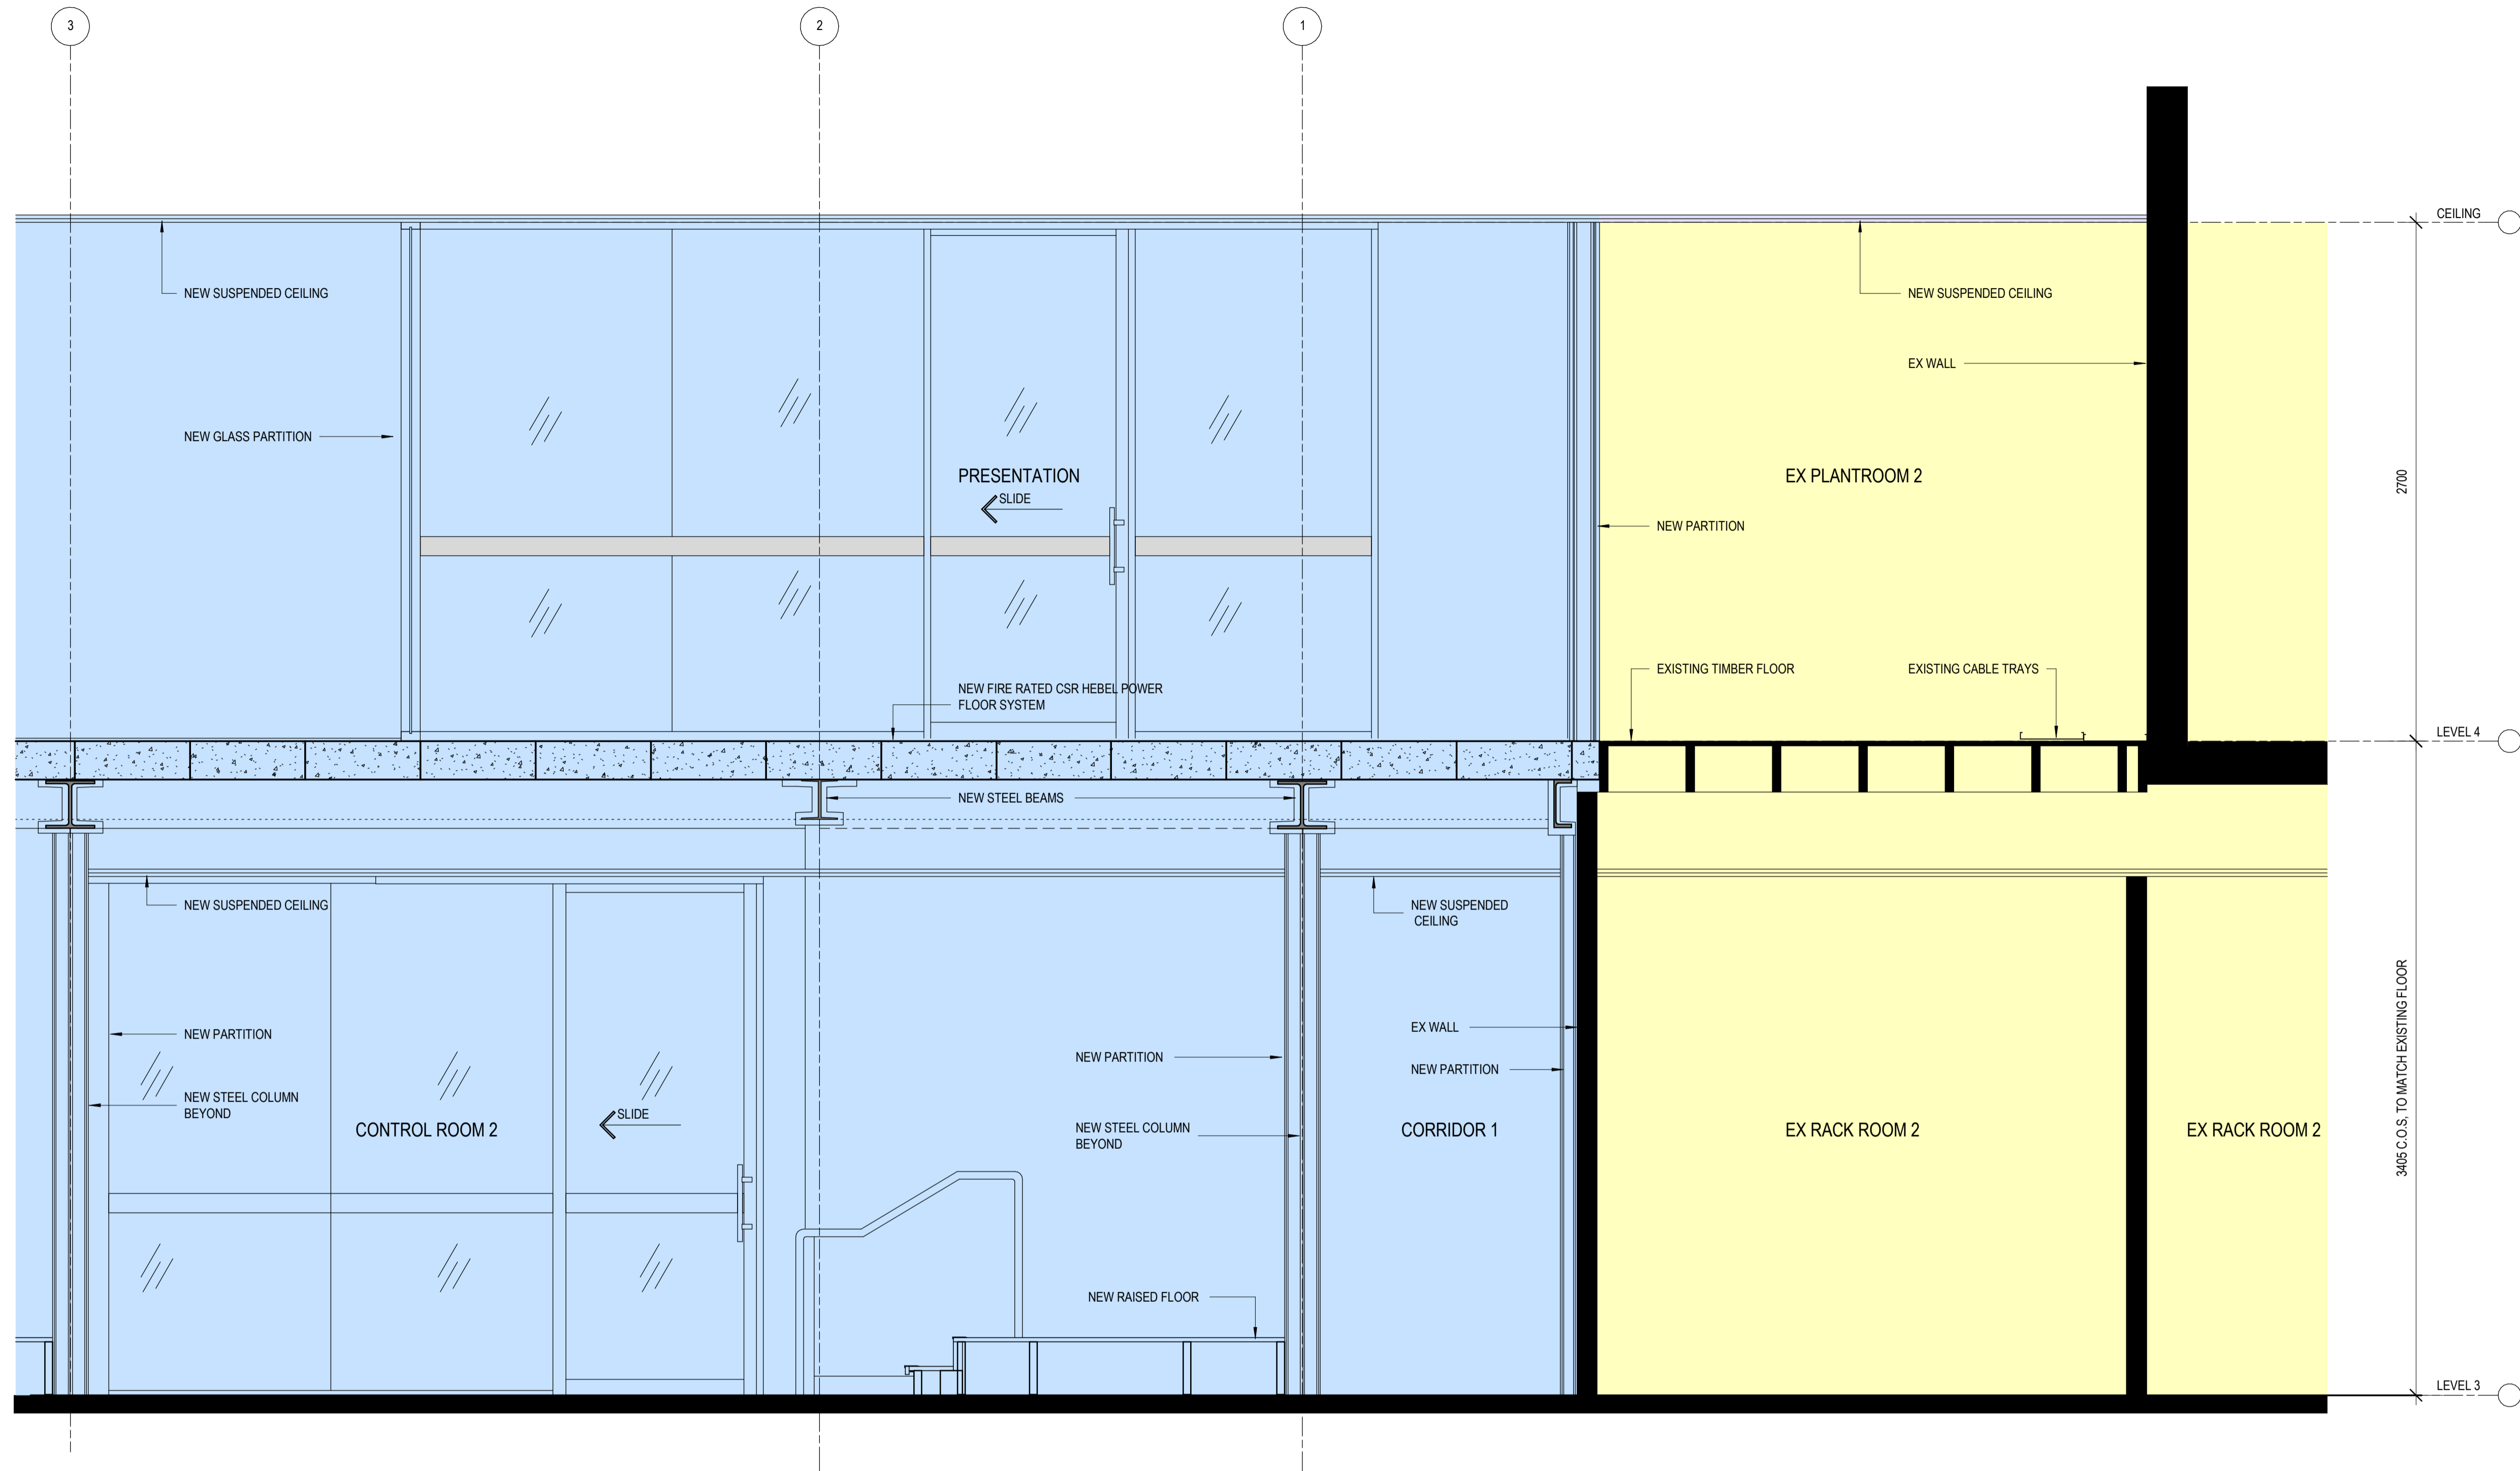 3
2
1
CEILING
NEW SUSPENDED CEILING
NEW SUSPENDED CEILING
EX WALL
NEW GLASS PARTITION
PRESENTATION
EX PLANTROOM 2
2700
SLIDE
NEW PARTITION
EXISTING TIMBER FLOOR
EXISTING CABLE TRAYS
NEW FIRE RATED CSR HEBEL POWER
FLOOR SYSTEM
LEVEL 4
NEW STEEL BEAMS
NEW SUSPENDED CEILING
NEW SUSPENDED
CEILING
NEW PARTITION
EX WALL
NEW PARTITION
NEW PARTITION
NEW STEEL COLUMN
BEYOND
SLIDE
CONTROL ROOM 2
NEW STEEL COLUMN
BEYOND
CORRIDOR 1
EX RACK ROOM 2
EX RACK ROOM 2
3405 C.O.S, TO MATCH EXISTING FLOOR
NEW RAISED FLOOR
LEVEL 3